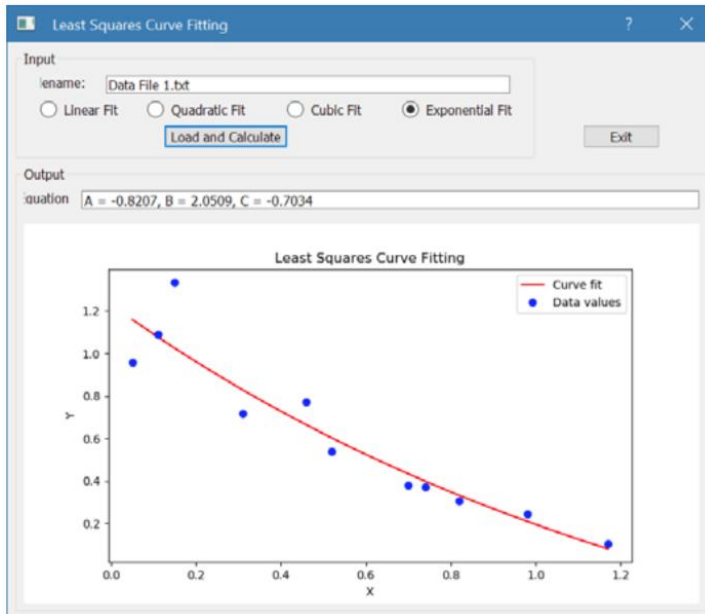 Least Squares Curve Fitting
Input
ilename: Data File 1.txt
Linear Fit Quadratic Fit Cubic Fit Exponential Fit
Load and Calculate Exit
Output
quation A = -0.8207, B = 2.0509, C = -0.7034
Least Squares Curve Fitting
Curve fit
Data values
1.2
1.0
0.8
Y
0.6
0.4
0.2
0.0 0.2 0.4 0.6 0.8 1.0 1.2
X